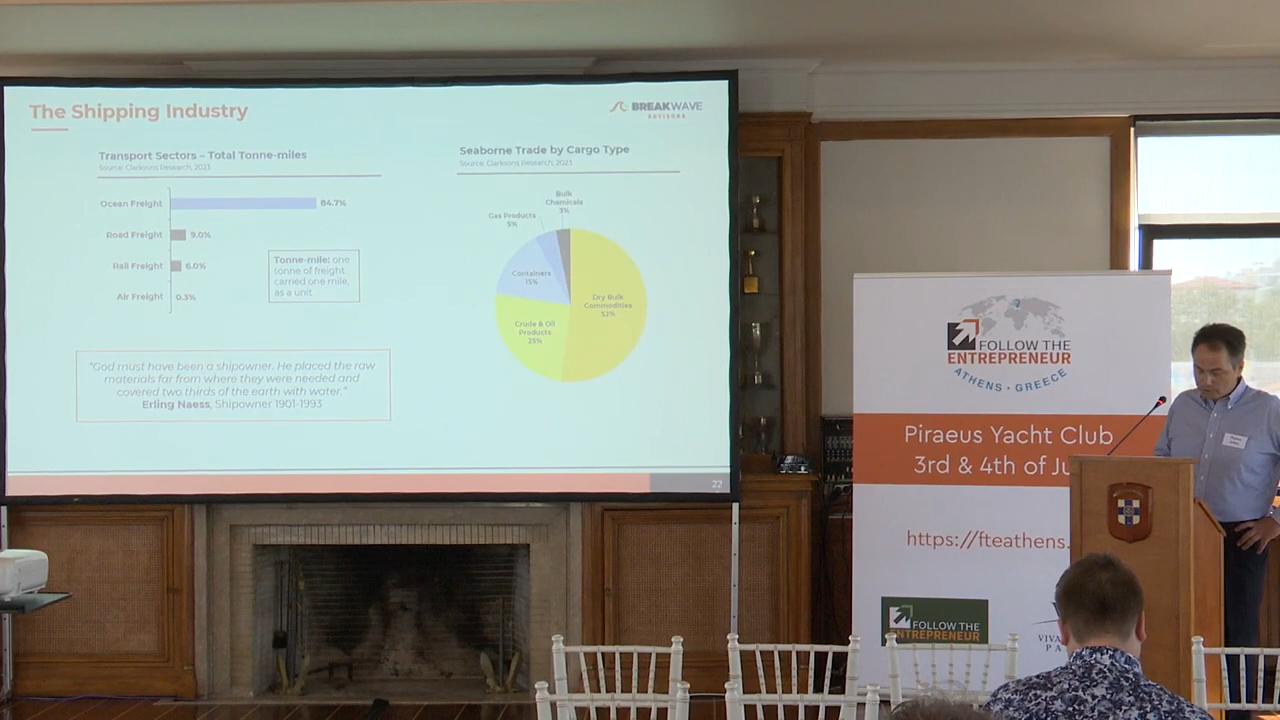 The Shipping Industry
BREAKWAVE
ADVISORS
Transport Sectors – Total Tonne-miles
Source: Clarksons Research, 2023
Ocean Freight 84.7%
Road Freight 9.0%
Rail Freight 6.0%
Air Freight 0.3%
Tonne-mile: one
tonne of freight
carried one mile,
as a unit
"God must have been a shipowner. He placed the raw
materials far from where they were needed and
covered two thirds of the earth with water."
Erling Naess, Shipowner 1901-1993
Seaborne Trade by Cargo Type
Source: Clarksons Research, 2023
Bulk
Chemicals
3%
Gas Products
5%
Containers
15%
Dry Bulk
Commodities
52%
Crude & Oil
Products
25%
22
FOLLOW THE
ENTREPRENEUR
ATHENS • GREECE
Piraeus Yacht Club
3rd & 4th of Ju
https://fteathens.
FOLLOW THE
ENTREPRENEUR
VIVA
PA